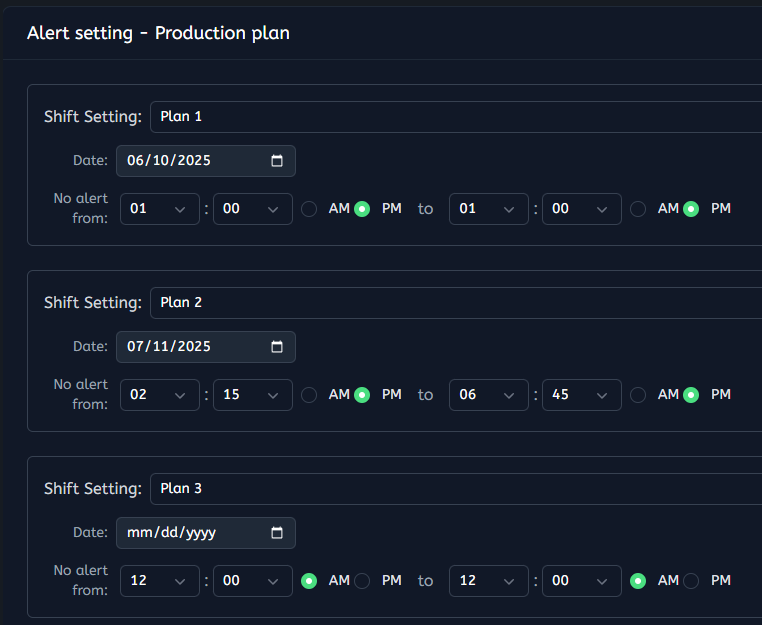 Alert setting - Production plan
Shift Setting: Plan 1
Date: 06/10/2025
No alert from: 01 : 00 AM PM to 01 : 00 AM PM
Shift Setting: Plan 2
Date: 07/11/2025
No alert from: 02 : 15 AM PM to 06 : 45 AM PM
Shift Setting: Plan 3
Date: mm/dd/yyyy
No alert from: 12 : 00 AM PM to 12 : 00 AM PM